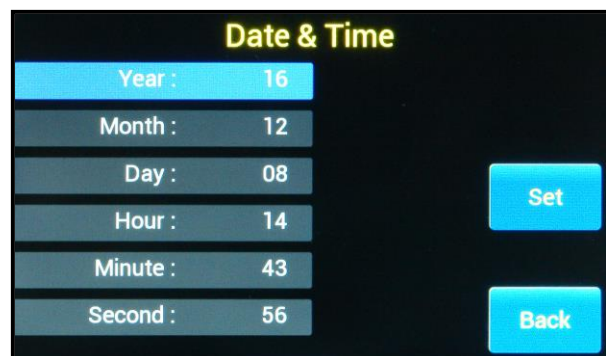 Date & Time
Year : 16
Month : 12
Day : 08
Hour : 14
Minute : 43
Second : 56
Set
Back